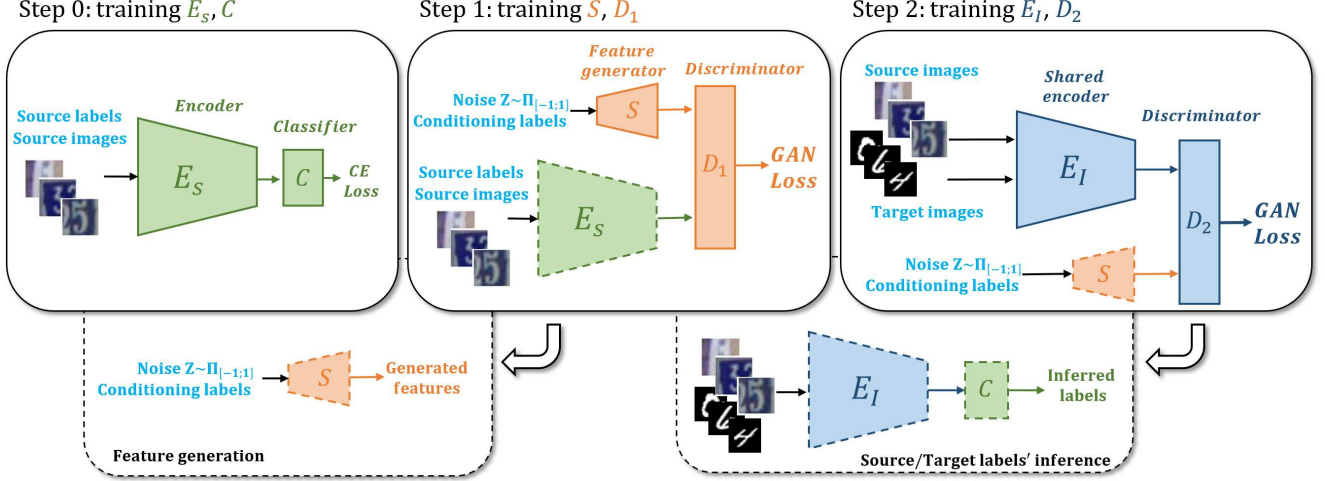 Step 0: training E_S, C
Source labels
Source images
Encoder
E_S
Classifier
C
CE
Loss
Step 1: training S, D_1
Feature
generator
Discriminator
Noise Z~Π_[-1;1]
Conditioning labels
S
Source labels
Source images
E_S
D_1
GAN
Loss
Step 2: training E_I, D_2
Source images
Shared
encoder
Discriminator
E_I
Target images
D_2
GAN
Loss
Noise Z~Π_[-1;1]
Conditioning labels
S
Noise Z~Π_[-1;1]
Conditioning labels
S
Generated
features
Feature generation
E_I
C
Inferred
labels
Source/Target labels' inference